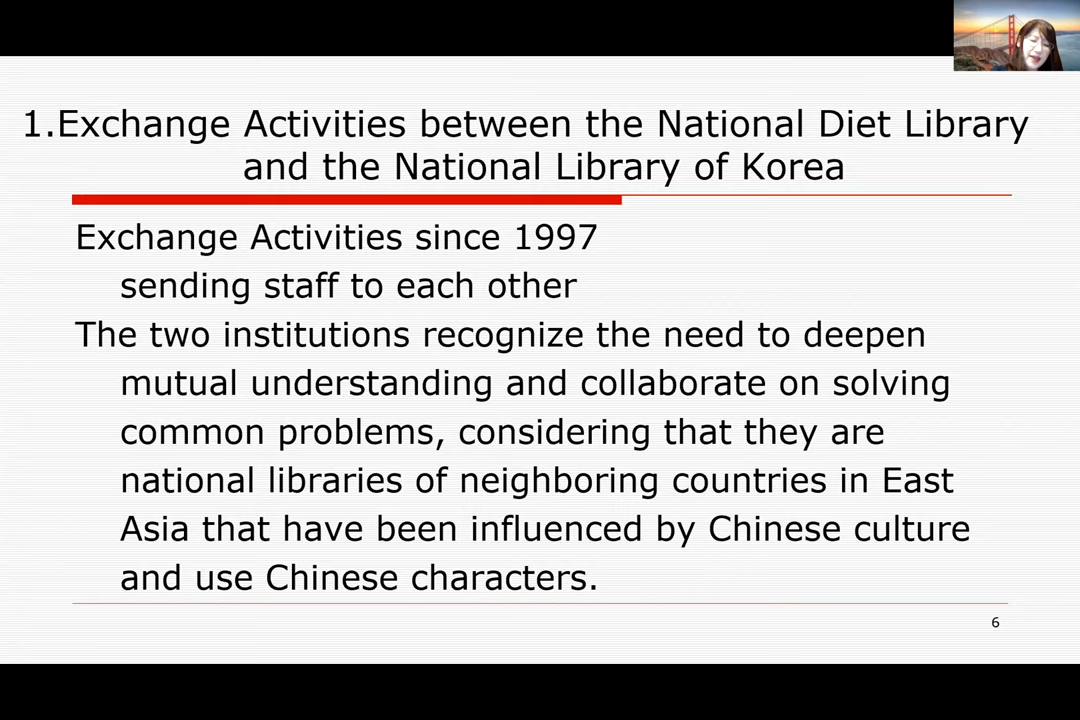 1.Exchange Activities between the National Diet Library
and the National Library of Korea
Exchange Activities since 1997
sending staff to each other
The two institutions recognize the need to deepen
mutual understanding and collaborate on solving
common problems, considering that they are
national libraries of neighboring countries in East
Asia that have been influenced by Chinese culture
and use Chinese characters.
6